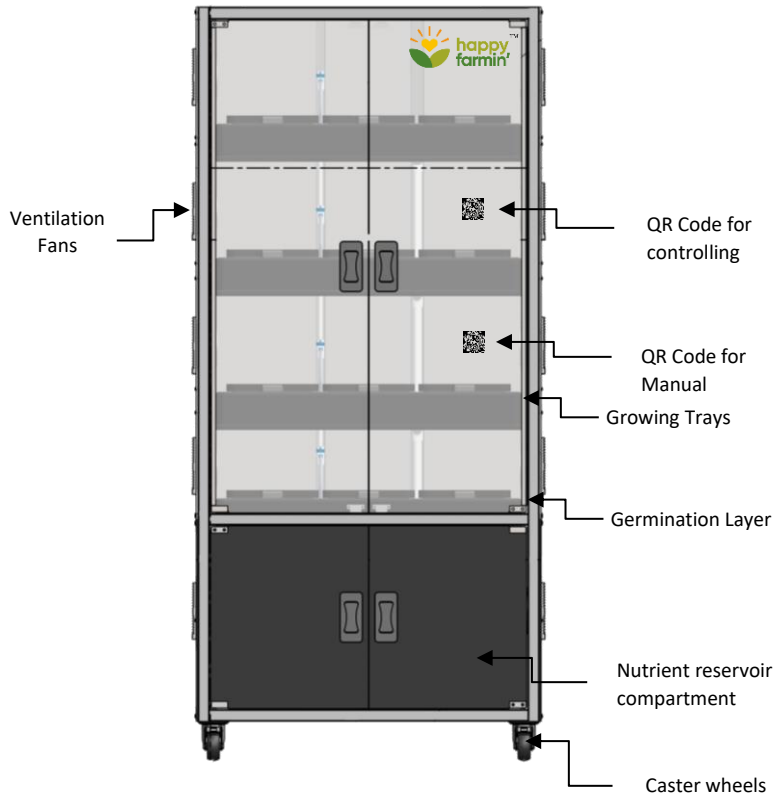 happy
farmin'
TM
Ventilation
Fans
QR Code for
controlling
QR Code for
Manual
Growing Trays
Germination Layer
Nutrient reservoir
compartment
Caster wheels